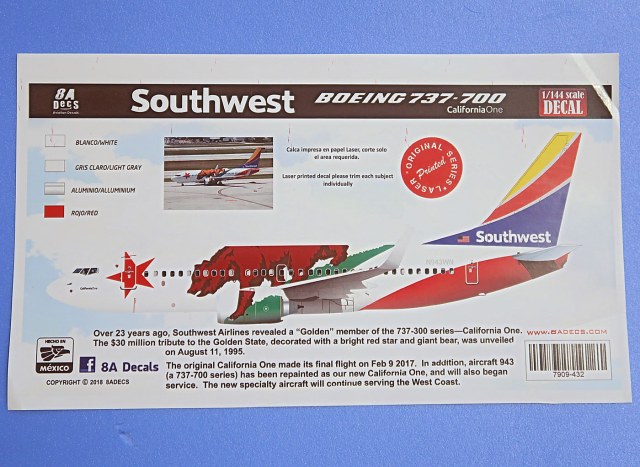 8A
DECS
Aviation Decals
Southwest
BOEING 737-700
CaliforniaOne
1/144 scale
DECAL
BLANCO/WHITE
GRIS CLARO/LIGHT GRAY
ALUMINIO/ALLUMINIUM
ROJO/RED
Calca impresa en papel Laser, corte solo
el area requerida.
Laser printed decal please trim each subject
individually
ORIGINAL SERIES
Printed
"LASER"
Southwest
N943WN
Over 23 years ago, Southwest Airlines revealed a "Golden" member of the 737-300 series—California One.
The $30 million tribute to the Golden State, decorated with a bright red star and giant bear, was unveiled
on August 11, 1995.
WWW.8ADECS.COM
HECHO EN
MÉXICO
f 8A Decals
The original California One made its final flight on Feb 9 2017. In addition, aircraft 943
(a 737-700 series) has been repainted as our new California One, and will also began
service. The new specialty aircraft will continue serving the West Coast.
COPYRIGHT © 2018 8ADECS
7909-432